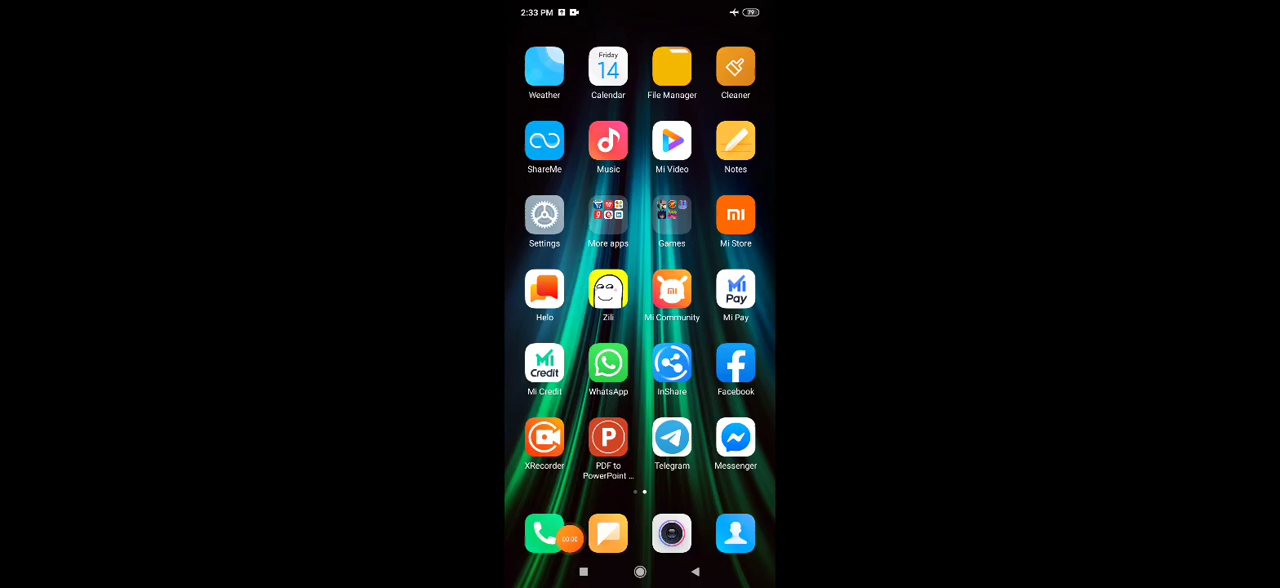 2:33 PM 79
Friday
14
Weather Calendar File Manager Cleaner
ShareMe Music Mi Video Notes
Settings More apps Games Mi Store
mi
Pay
Helo Zili Mi Community Mi Pay
Credit
Mi Credit WhatsApp InShare Facebook
P
XRecorder PDF to Telegram Messenger
PowerPoint ...
00:00